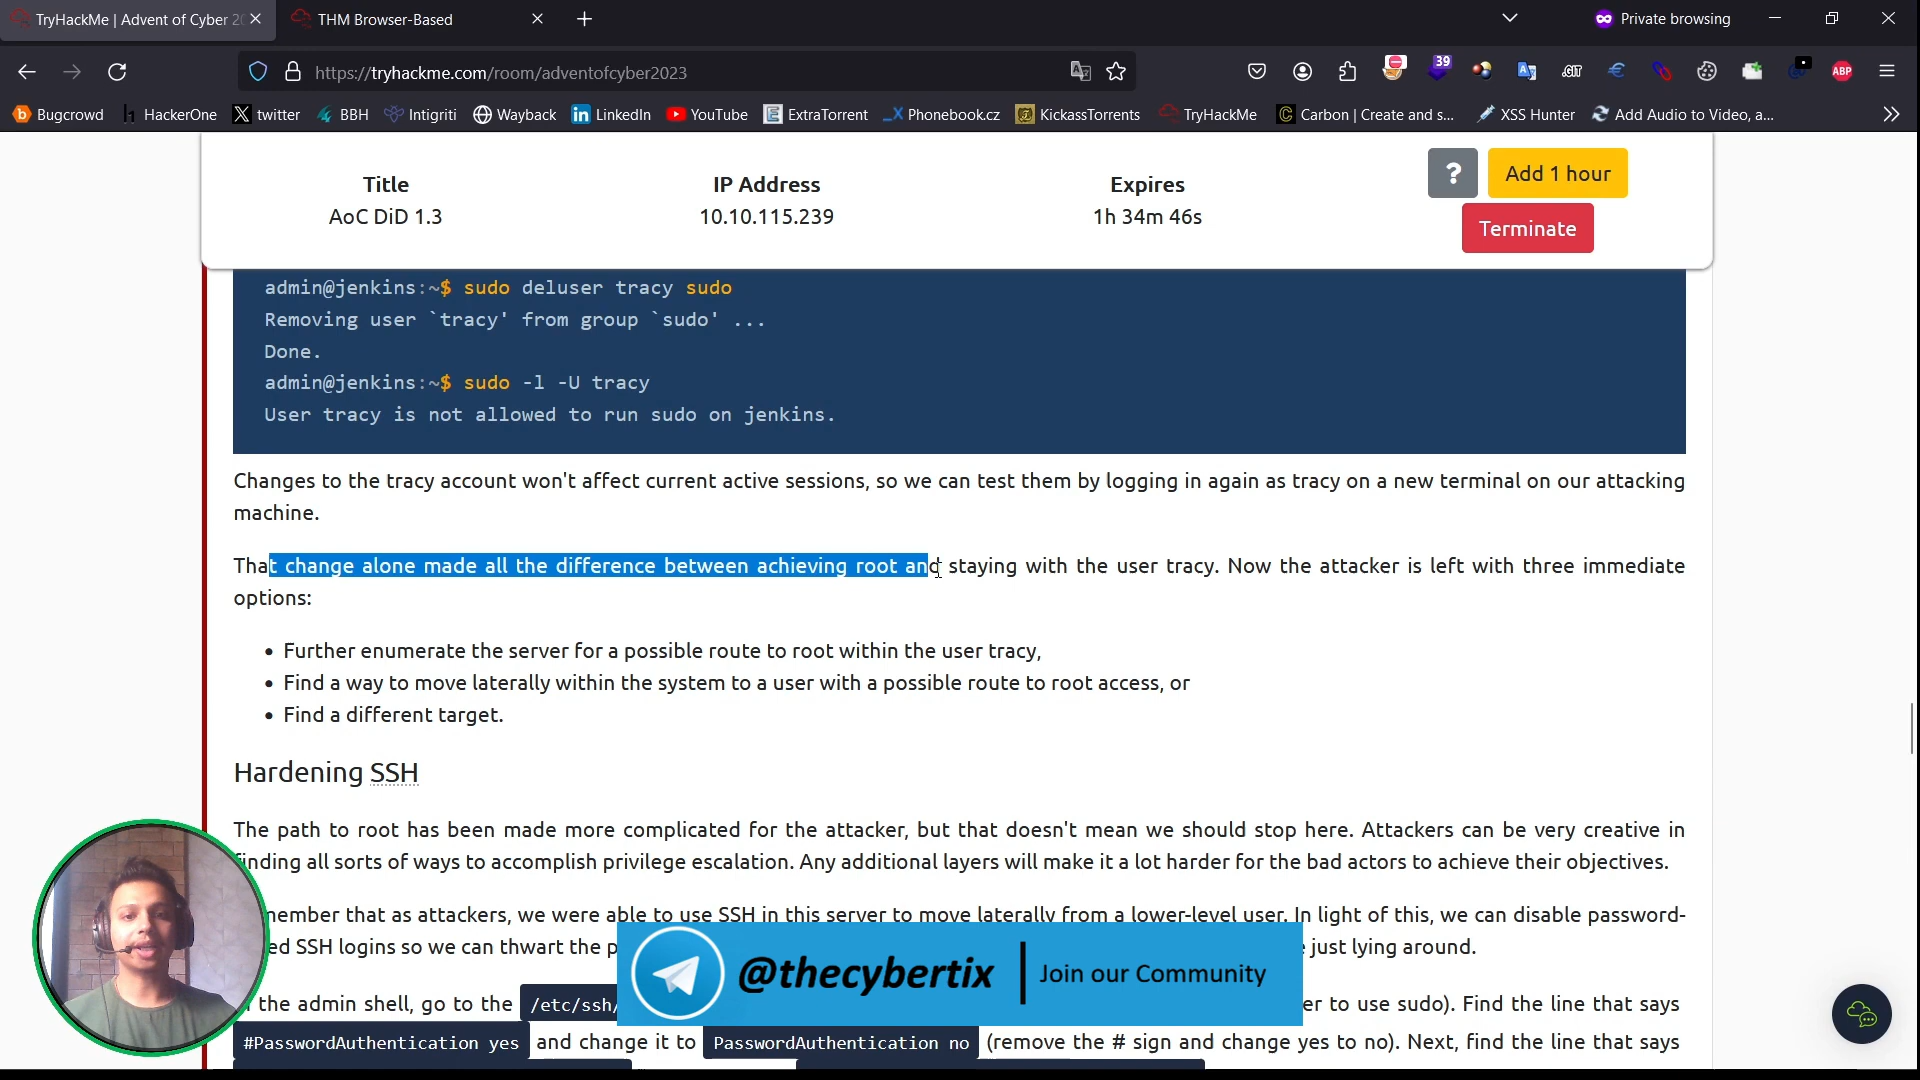 TryHackMe | Advent of Cyber 20
THM Browser-Based
Private browsing
https://tryhackme.com/room/adventofcyber2023
39
.GIT
ABP
Bugcrowd
HackerOne
twitter
BBH
Intigriti
Wayback
LinkedIn
YouTube
ExtraTorrent
Phonebook.cz
KickassTorrents
TryHackMe
Carbon | Create and s...
XSS Hunter
Add Audio to Video, a...
Title
IP Address
Expires
? Add 1 hour
AoC DiD 1.3
10.10.115.239
1h 34m 46s
Terminate
admin@jenkins:~$ sudo deluser tracy sudo
Removing user `tracy' from group `sudo' ...
Done.
admin@jenkins:~$ sudo -l -U tracy
User tracy is not allowed to run sudo on jenkins.
Changes to the tracy account won't affect current active sessions, so we can test them by logging in again as tracy on a new terminal on our attacking
machine.
That change alone made all the difference between achieving root and staying with the user tracy. Now the attacker is left with three immediate
options:
• Further enumerate the server for a possible route to root within the user tracy,
• Find a way to move laterally within the system to a user with a possible route to root access, or
• Find a different target.
Hardening SSH
The path to root has been made more complicated for the attacker, but that doesn't mean we should stop here. Attackers can be very creative in
finding all sorts of ways to accomplish privilege escalation. Any additional layers will make it a lot harder for the bad actors to achieve their objectives.
member that as attackers, we were able to use SSH in this server to move laterally from a lower-level user. In light of this, we can disable password-
ed SSH logins so we can thwart the p just lying around.
@thecybertix | Join our Community
the admin shell, go to the /etc/ssh/ er to use sudo). Find the line that says
#PasswordAuthentication yes and change it to PasswordAuthentication no (remove the # sign and change yes to no). Next, find the line that says